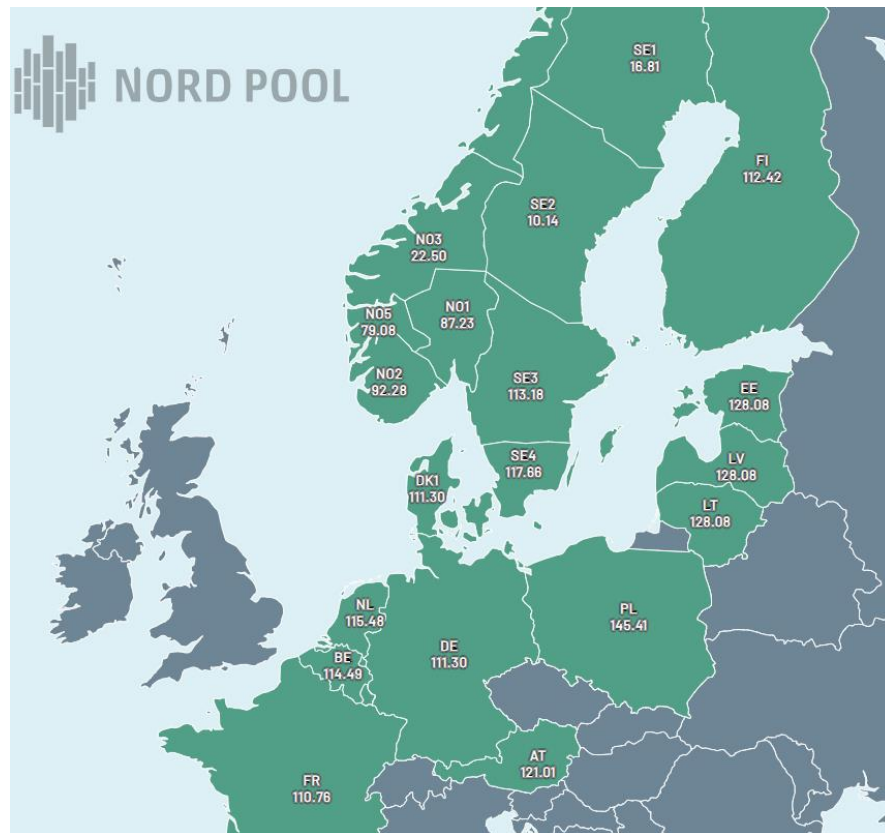 NORD POOL
SE1
16.81
FI
112.42
SE2
10.14
NO3
22.50
NO5
79.08
NO1
87.23
NO2
92.28
SE3
113.18
EE
128.08
SE4
117.66
LV
128.08
DK1
111.30
LT
128.08
NL
115.48
PL
145.41
DE
111.30
BE
114.49
AT
121.01
FR
110.76